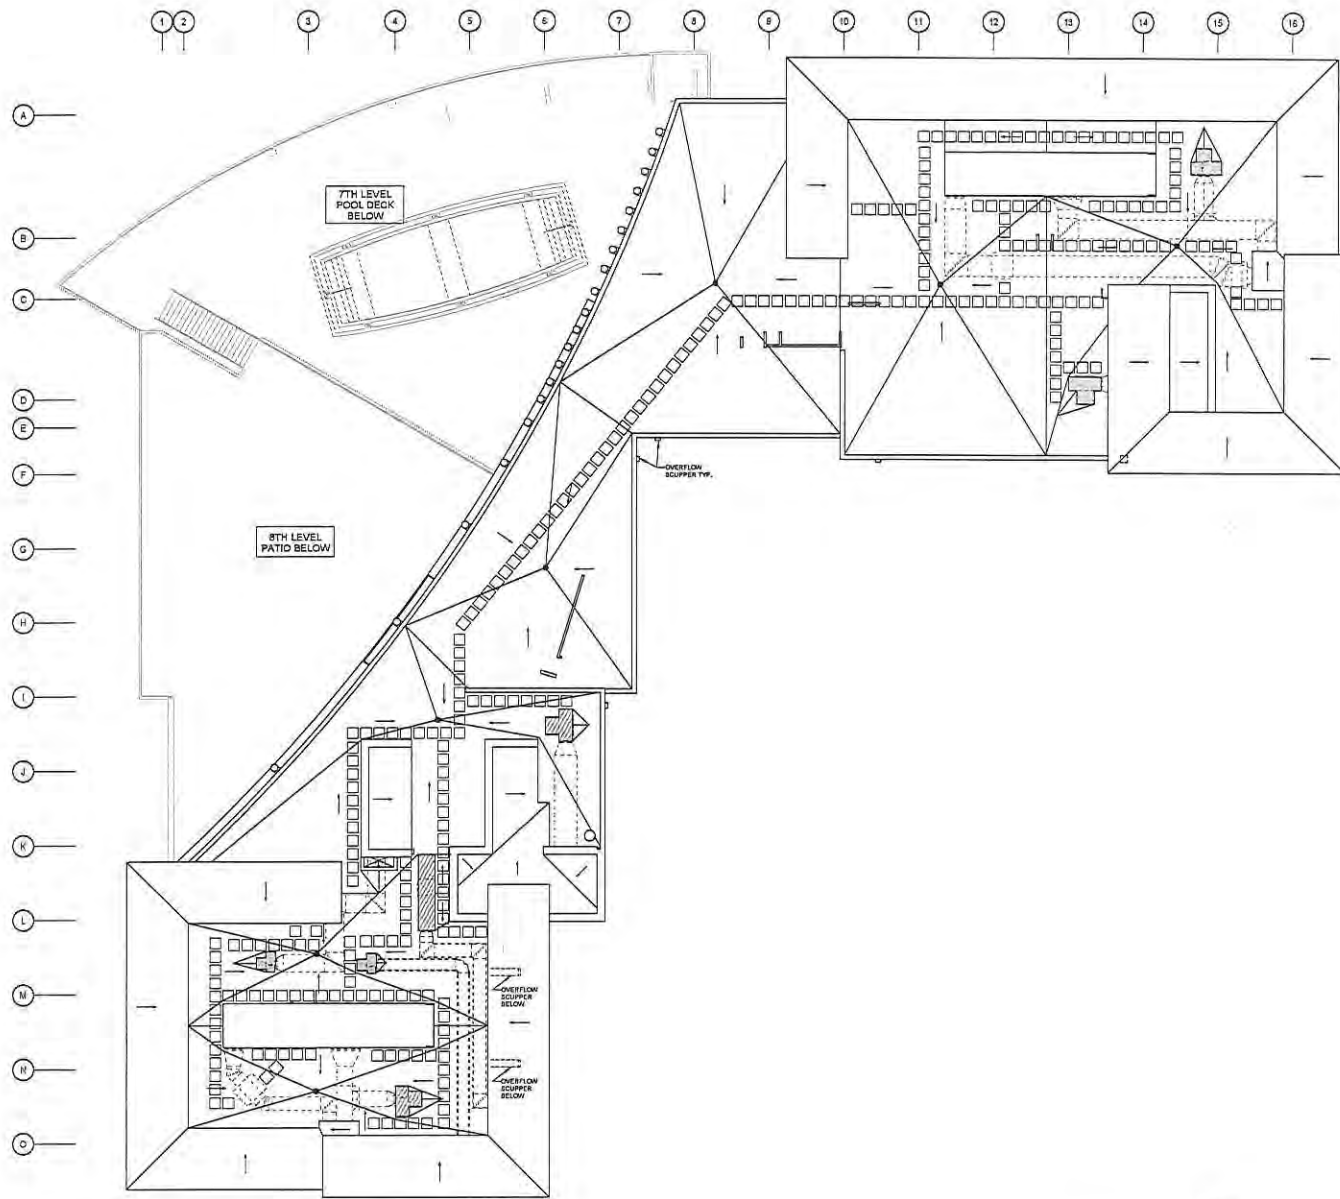 1 2 3 4 5 6 7 8 9 10 11 12 13 14 15 16
A
7TH LEVEL
POOL DECK
BELOW
B
C
D
E
F
OVERFLOW
SCUPPER TYP.
8TH LEVEL
PATIO BELOW
G
H
I
J
K
L
M
OVERFLOW
SCUPPER
BELOW
N
OVERFLOW
SCUPPER
BELOW
O